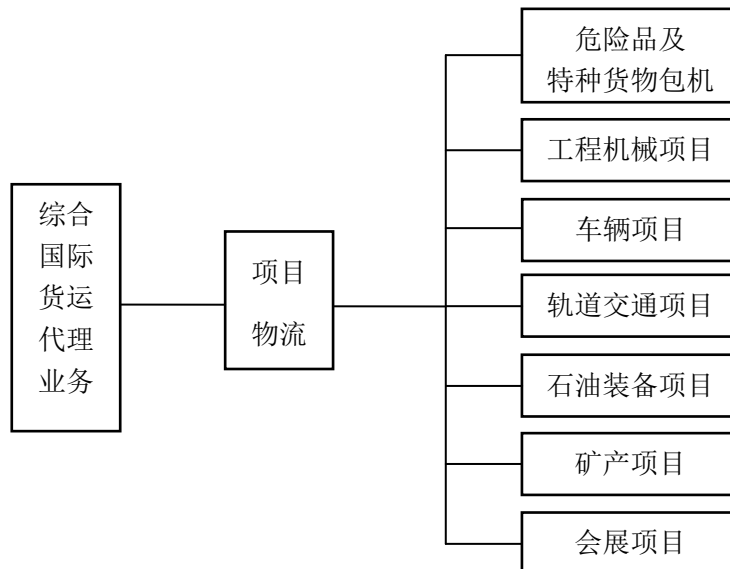 综合
国际
货运
代理
业务
项目
物流
危险品及
特种货物包机
工程机械项目
车辆项目
轨道交通项目
石油装备项目
矿产项目
会展项目